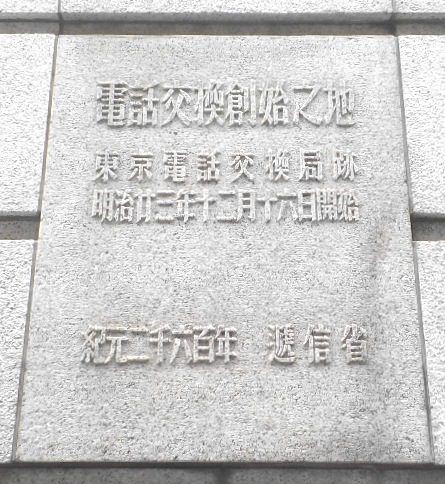 電話交換創始之地
東京電話交換局跡
明治廿三年十二月十六日開始
紀元二千六百年 逓信省